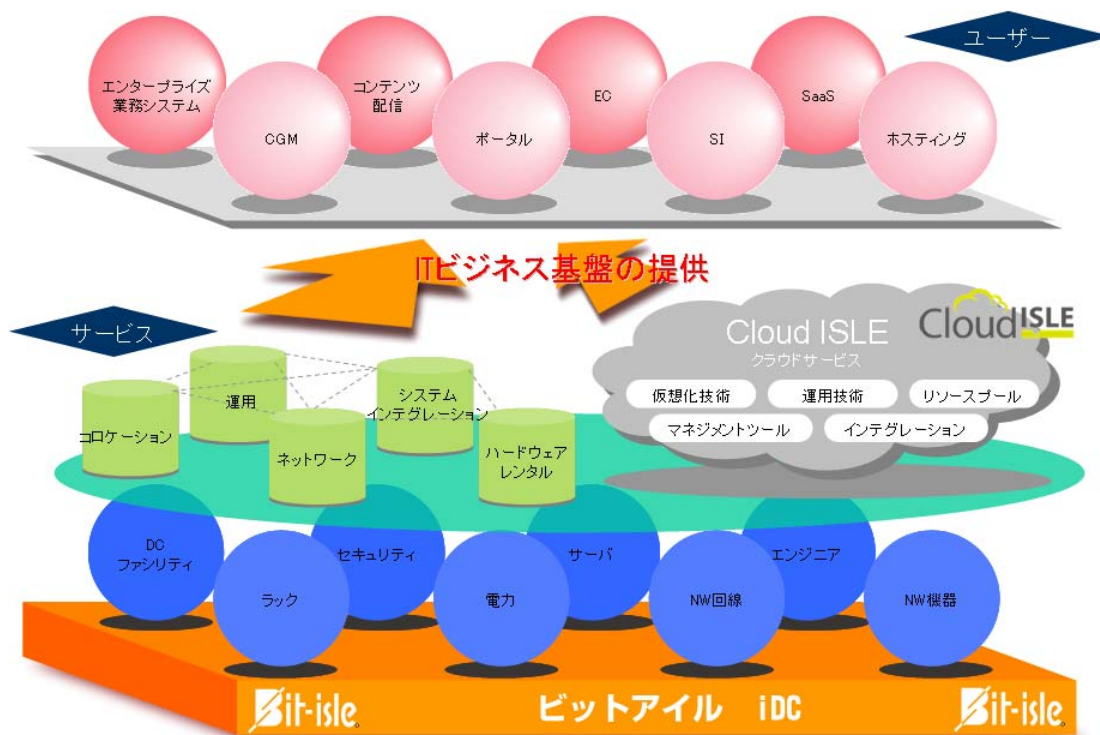 ユーザー
エンタープライズ
業務システム
コンテンツ
配信
EC
SaaS
CGM
ポータル
SI
ホスティング
ITビジネス基盤の提供
サービス
Cloud ISLE
クラウドサービス
CloudISLE
仮想化技術
運用技術
リソースプール
マネジメントツール
インテグレーション
運用
システム
インテグレーション
コロケーション
ネットワーク
ハードウェア
レンタル
DC
ファシリティ
セキュリティ
サーバ
エンジニア
ラック
電力
NW回線
NW機器
Bit-isle
ビットアイル iDC
Bit-isle